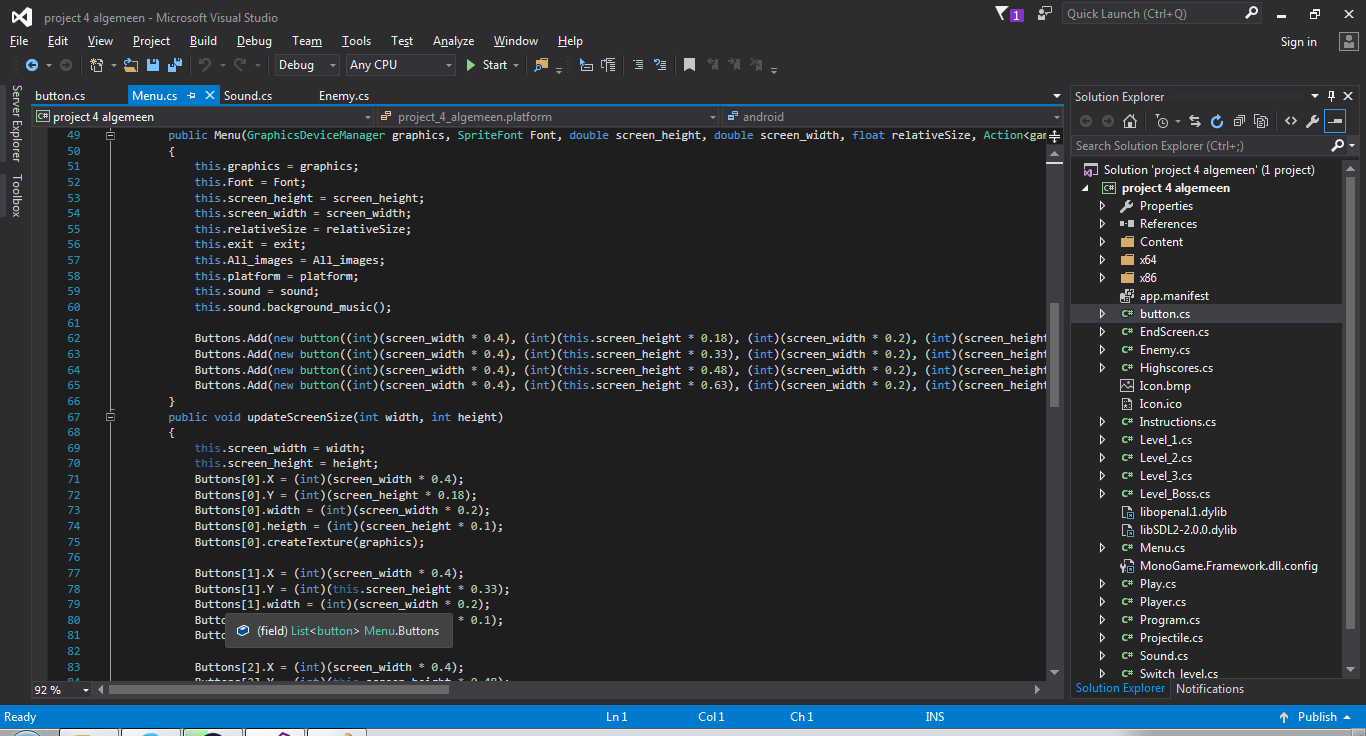 project 4 algemeen - Microsoft Visual Studio
1
Quick Launch (Ctrl+Q)
File Edit View Project Build Debug Team Tools Test Analyze Window Help
Sign in
Debug Any CPU Start
Server Explorer
Toolbox
button.cs Menu.cs Sound.cs Enemy.cs
C# project 4 algemeen project_4_algemeen.platform android
49 public Menu(GraphicsDeviceManager graphics, SpriteFont Font, double screen_height, double screen_width, float relativeSize, Action<gam
50 {
51 this.graphics = graphics;
52 this.Font = Font;
53 this.screen_height = screen_height;
54 this.screen_width = screen_width;
55 this.relativeSize = relativeSize;
56 this.exit = exit;
57 this.All_images = All_images;
58 this.platform = platform;
59 this.sound = sound;
60 this.sound.background_music();
61
62 Buttons.Add(new button((int)(screen_width * 0.4), (int)(this.screen_height * 0.18), (int)(screen_width * 0.2), (int)(screen_height
63 Buttons.Add(new button((int)(screen_width * 0.4), (int)(this.screen_height * 0.33), (int)(screen_width * 0.2), (int)(screen_height
64 Buttons.Add(new button((int)(screen_width * 0.4), (int)(this.screen_height * 0.48), (int)(screen_width * 0.2), (int)(screen_height
65 Buttons.Add(new button((int)(screen_width * 0.4), (int)(this.screen_height * 0.63), (int)(screen_width * 0.2), (int)(screen_height
66 }
67 public void updateScreenSize(int width, int height)
68 {
69 this.screen_width = width;
70 this.screen_height = height;
71 Buttons[0].X = (int)(screen_width * 0.4);
72 Buttons[0].Y = (int)(screen_height * 0.18);
73 Buttons[0].width = (int)(screen_width * 0.2);
74 Buttons[0].heigth = (int)(screen_height * 0.1);
75 Buttons[0].createTexture(graphics);
76
77 Buttons[1].X = (int)(screen_width * 0.4);
78 Buttons[1].Y = (int)(this.screen_height * 0.33);
79 Buttons[1].width = (int)(screen_width * 0.2);
80 Butto * 0.1);
81 Butto
(field) List<button> Menu.Buttons
82
83 Buttons[2].X = (int)(screen_width * 0.4);
84 Buttons[2].Y = (int)(this.screen_height * 0.48);
92 %
Solution Explorer
Search Solution Explorer (Ctrl+;)
Solution 'project 4 algemeen' (1 project)
C# project 4 algemeen
Properties
References
Content
x64
x86
app.manifest
C# button.cs
C# EndScreen.cs
C# Enemy.cs
C# Highscores.cs
Icon.bmp
Icon.ico
C# Instructions.cs
C# Level_1.cs
C# Level_2.cs
C# Level_3.cs
C# Level_Boss.cs
libopenal.1.dylib
libSDL2-2.0.0.dylib
C# Menu.cs
MonoGame.Framework.dll.config
C# Play.cs
C# Player.cs
C# Program.cs
C# Projectile.cs
C# Sound.cs
C# Switch_level.cs
Solution Explorer Notifications
Ready Ln 1 Col 1 Ch 1 INS Publish